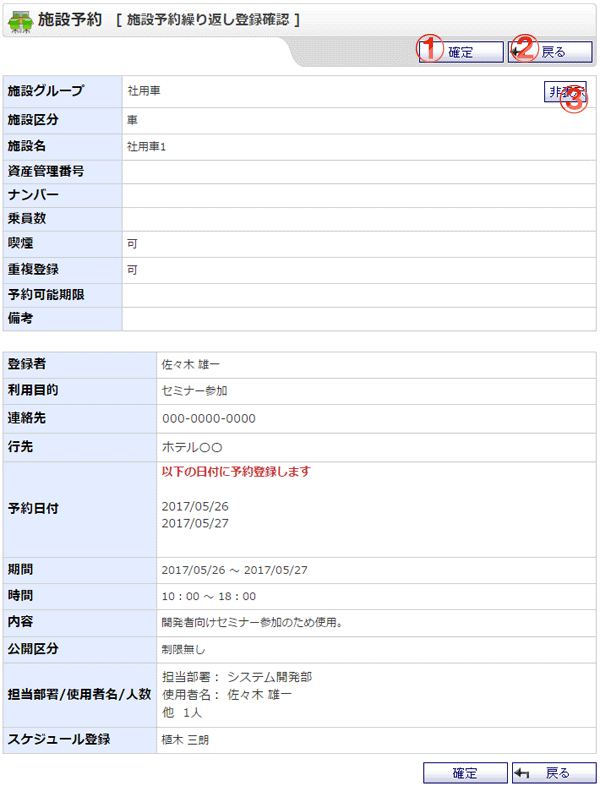 施設予約 [ 施設予約繰り返し登録確認 ]
① 確定 ② 戻る
施設グループ 社用車 非表示 ③
施設区分 車
施設名 社用車1
資産管理番号
ナンバー
乗員数
喫煙 可
重複登録 可
予約可能期限
備考
登録者 佐々木 雄一
利用目的 セミナー参加
連絡先 000-0000-0000
行先 ホテル〇〇
以下の日付に予約登録します
予約日付
2017/05/26
2017/05/27
期間 2017/05/26 ～ 2017/05/27
時間 10：00 ～ 18：00
内容 開発者向けセミナー参加のため使用。
公開区分 制限無し
担当部署/使用者名/人数
担当部署： システム開発部
使用者名： 佐々木 雄一
他 1人
スケジュール登録 植木 三朗
確定 戻る